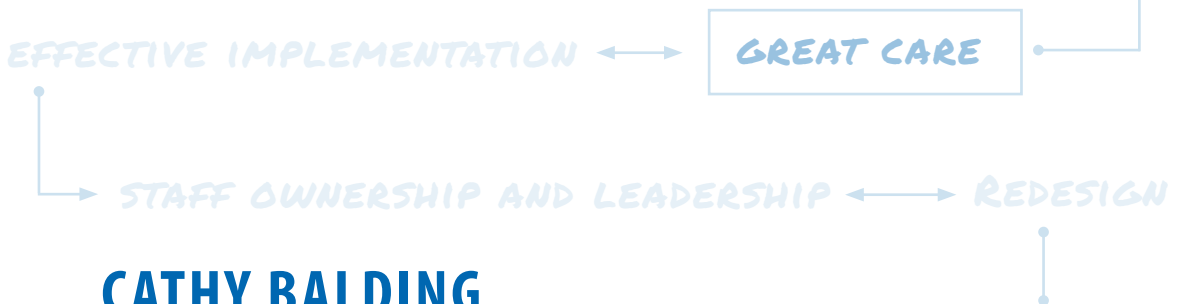 EFFECTIVE IMPLEMENTATION GREAT CARE
STAFF OWNERSHIP AND LEADERSHIP REDESIGN
CATHY BALDING